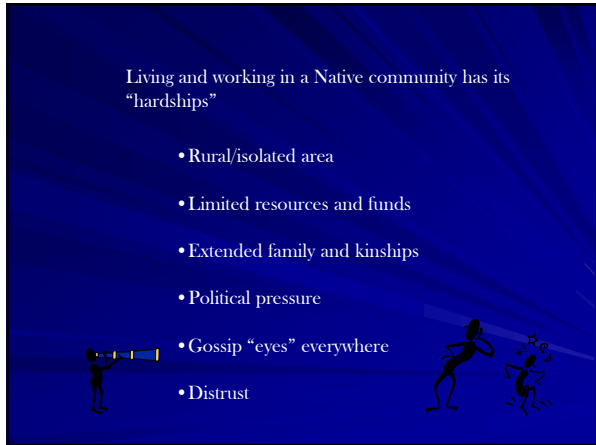 Living and working in a Native community has its
“hardships”
•Rural/isolated area
•Limited resources and funds
•Extended family and kinships
•Political pressure
•Gossip “eyes” everywhere
•Distrust